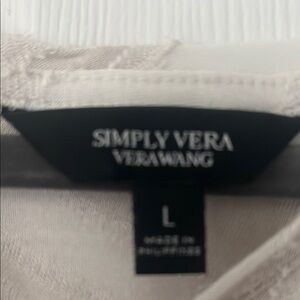 SIMPLY VERA
VERAWANG
L
MADE IN
PHILIPPINES